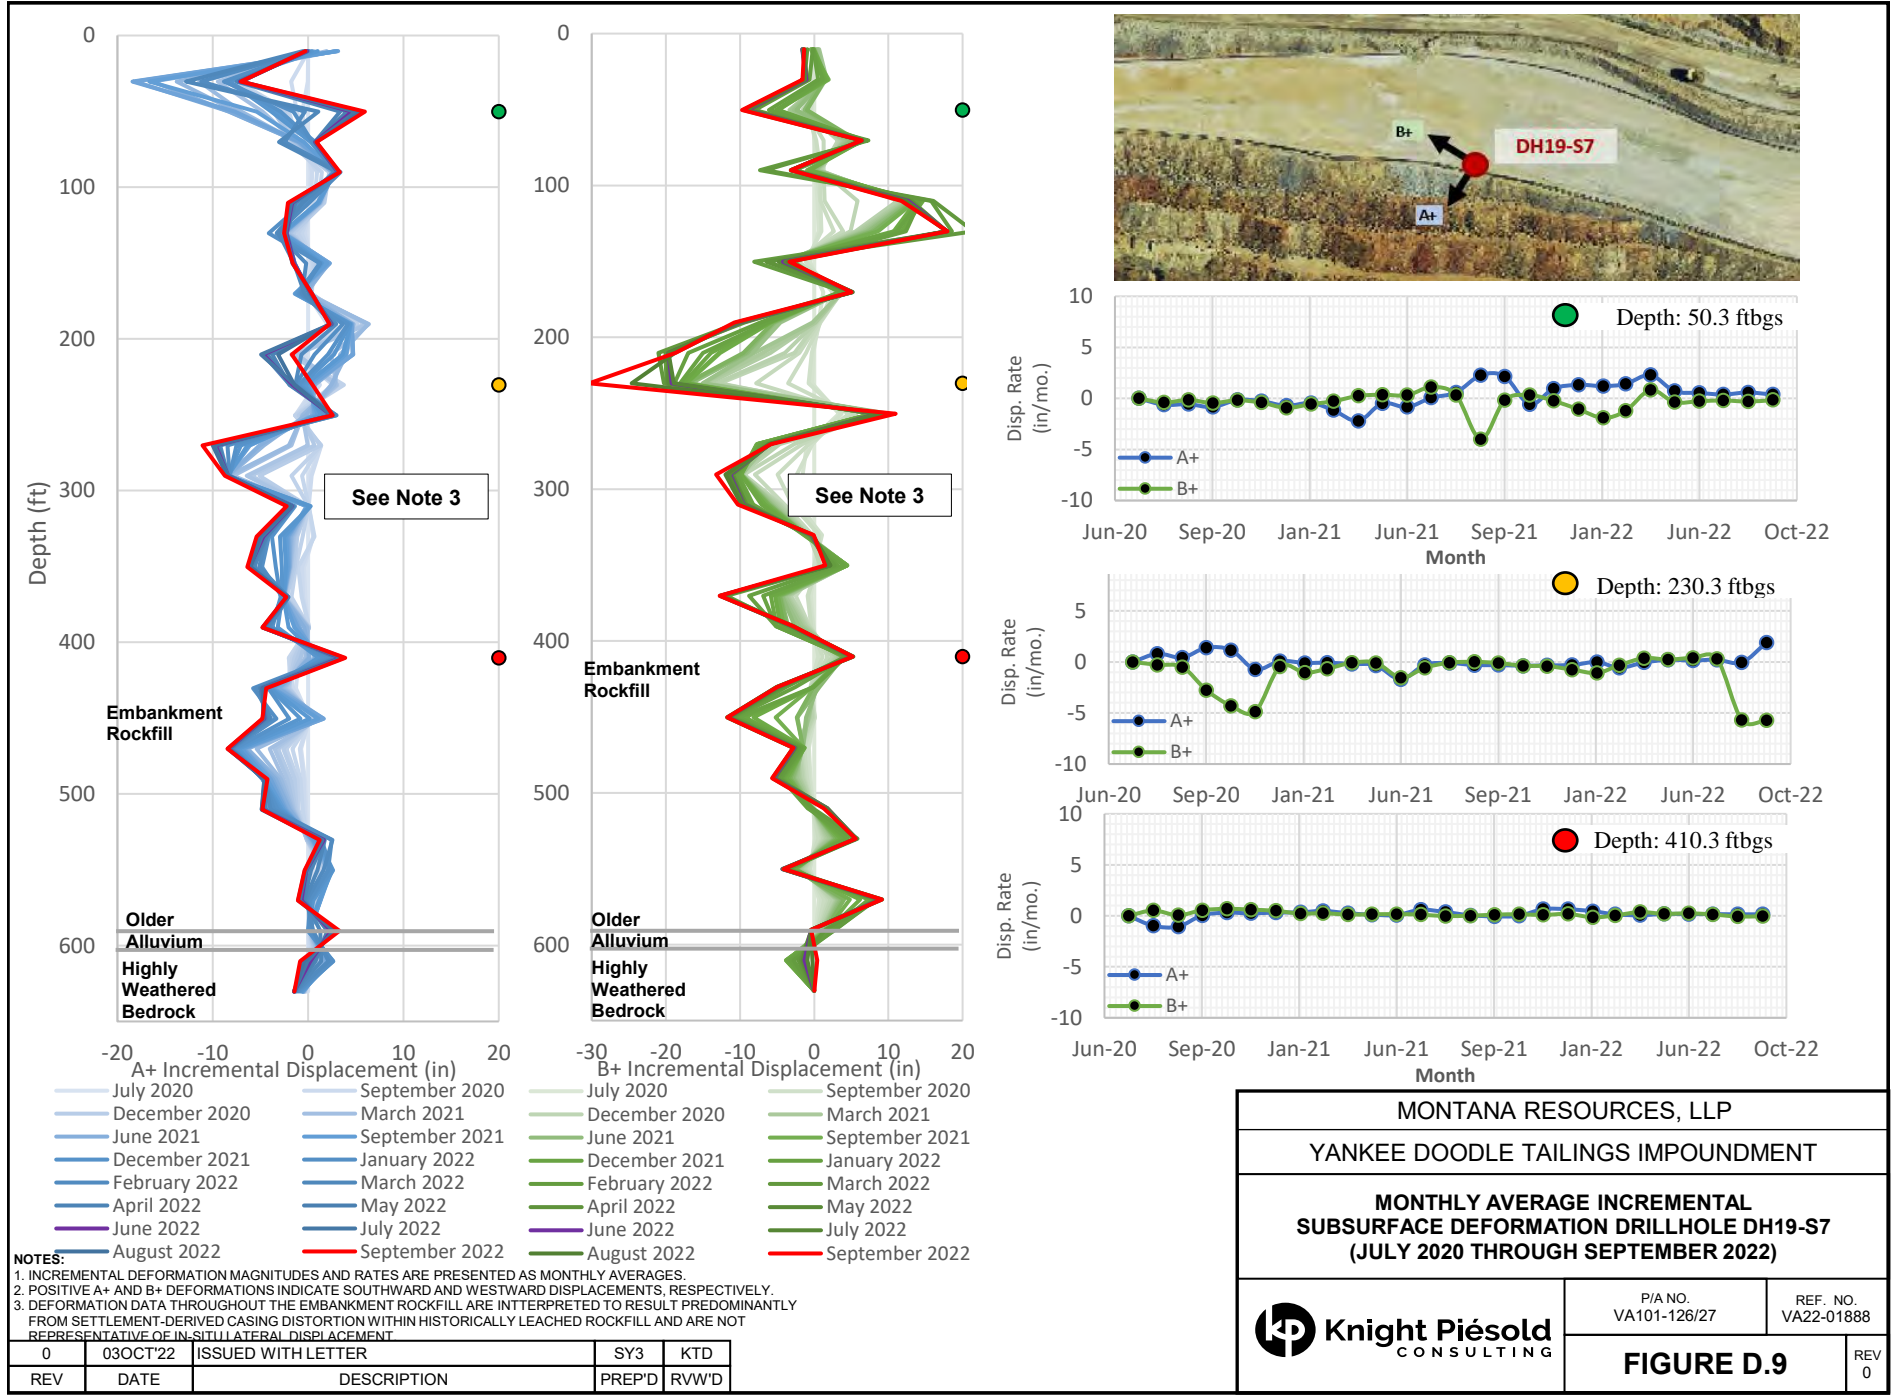 0
100
200
300
400
500
600
Depth (ft)
-20
-10
0
10
20
A+ Incremental Displacement (in)
See Note 3
Embankment
Rockfill
Older
Alluvium
Highly
Weathered
Bedrock
0
100
200
300
400
500
600
-30
-20
-10
0
10
20
B+ Incremental Displacement (in)
See Note 3
Embankment
Rockfill
Older
Alluvium
Highly
Weathered
Bedrock
July 2020
September 2020
December 2020
March 2021
June 2021
September 2021
December 2021
January 2022
February 2022
March 2022
April 2022
May 2022
June 2022
July 2022
August 2022
September 2022
July 2020
September 2020
December 2020
March 2021
June 2021
September 2021
December 2021
January 2022
February 2022
March 2022
April 2022
May 2022
June 2022
July 2022
August 2022
September 2022
B+
DH19-S7
A+
10
5
0
-5
-10
Disp. Rate
(in/mo.)
Depth: 50.3 ftbgs
A+
B+
Jun-20 Sep-20 Jan-21 Jun-21 Sep-21 Jan-22 Jun-22 Oct-22
Month
5
0
-5
-10
Disp. Rate
(in/mo.)
Depth: 230.3 ftbgs
A+
B+
Jun-20 Sep-20 Jan-21 Jun-21 Sep-21 Jan-22 Jun-22 Oct-22
10
5
0
-5
-10
Disp. Rate
(in/mo.)
Depth: 410.3 ftbgs
A+
B+
Jun-20 Sep-20 Jan-21 Jun-21 Sep-21 Jan-22 Jun-22 Oct-22
Month
NOTES:
1. INCREMENTAL DEFORMATION MAGNITUDES AND RATES ARE PRESENTED AS MONTHLY AVERAGES.
2. POSITIVE A+ AND B+ DEFORMATIONS INDICATE SOUTHWARD AND WESTWARD DISPLACEMENTS, RESPECTIVELY.
3. DEFORMATION DATA THROUGHOUT THE EMBANKMENT ROCKFILL ARE INTTERPRETED TO RESULT PREDOMINANTLY
FROM SETTLEMENT-DERIVED CASING DISTORTION WITHIN HISTORICALLY LEACHED ROCKFILL AND ARE NOT
REPRESENTATIVE OF IN-SITU LATERAL DISPLACEMENT.
0 03OCT'22 ISSUED WITH LETTER SY3 KTD
REV DATE DESCRIPTION PREP'D RVW'D
MONTANA RESOURCES, LLP
YANKEE DOODLE TAILINGS IMPOUNDMENT
MONTHLY AVERAGE INCREMENTAL
SUBSURFACE DEFORMATION DRILLHOLE DH19-S7
(JULY 2020 THROUGH SEPTEMBER 2022)
kp Knight Piésold
CONSULTING
P/A NO.
VA101-126/27
REF. NO.
VA22-01888
FIGURE D.9
REV
0